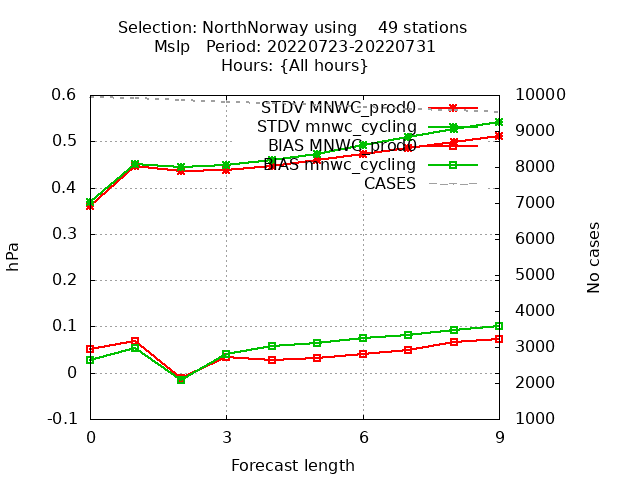 Selection: NorthNorway using    49 stations
Mslp   Period: 20220723-20220731
Hours: {All hours}
STDV MNWC_prod0
STDV mnwc_cycling
BIAS MNWC_prod0
BIAS mnwc_cycling
CASES
0.6
0.5
0.4
0.3
0.2
0.1
0
-0.1
hPa
10000
9000
8000
7000
6000
5000
4000
3000
2000
1000
No cases
0 3 6 9
Forecast length